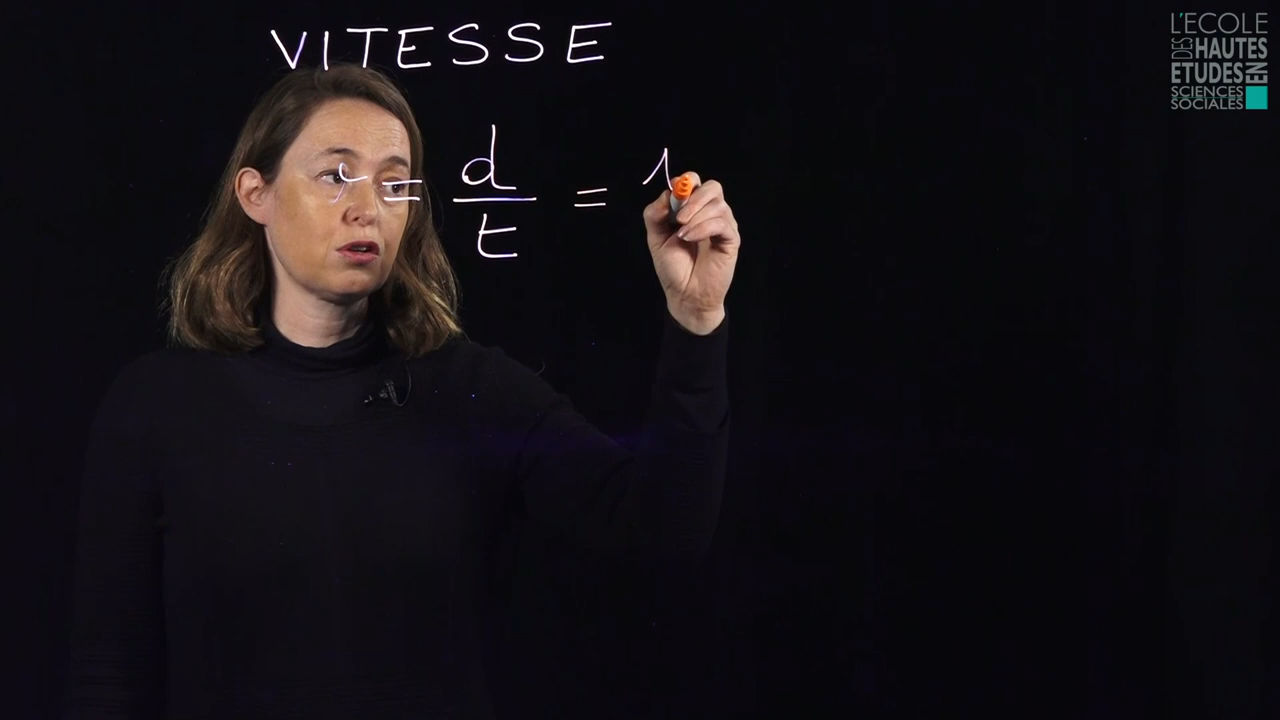 VITESSE
v = d/t = 1
L'ECOLE
DES HAUTES
ETUDES EN
SCIENCES
SOCIALES